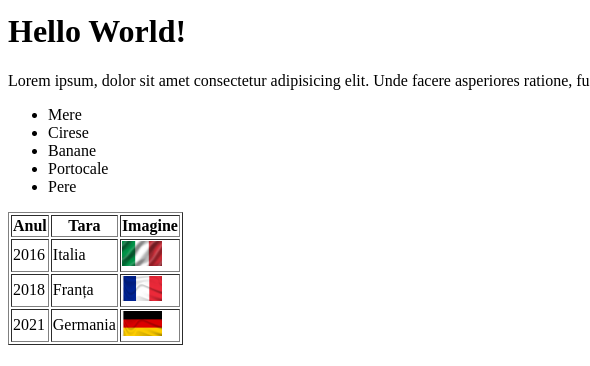 Hello World!
Lorem ipsum, dolor sit amet consectetur adipisicing elit. Unde facere asperiores ratione, fu
Mere
Cirese
Banane
Portocale
Pere
Anul Tara Imagine
2016 Italia
2018 Franța
2021 Germania